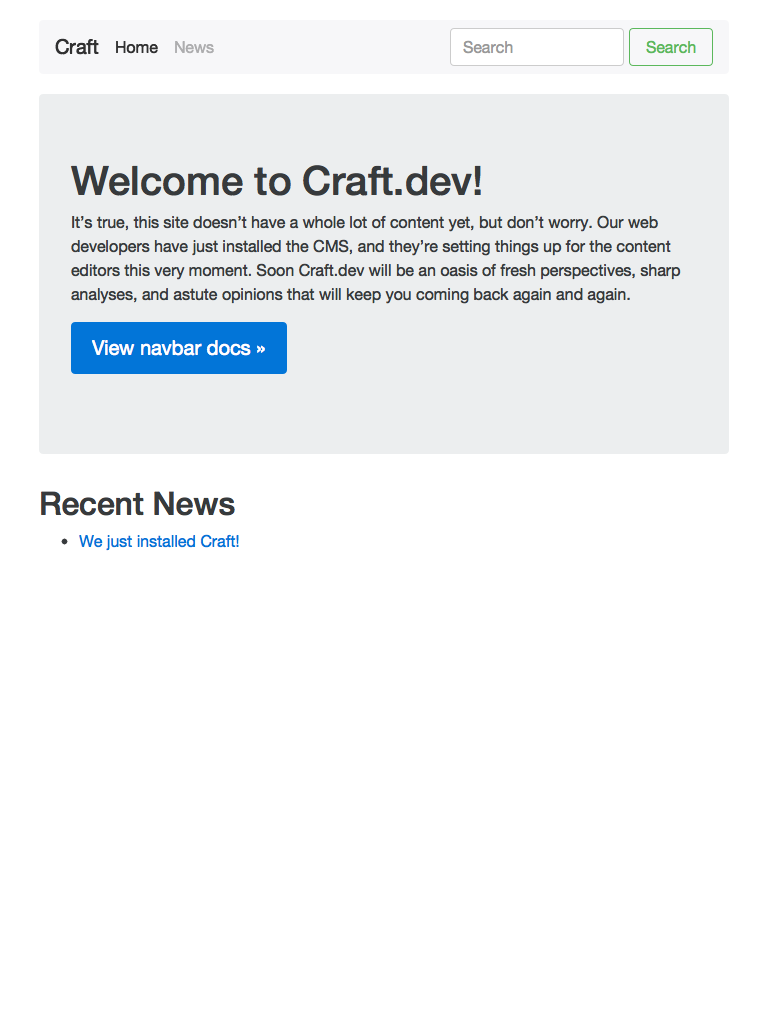 Craft Home News Search Search
Welcome to Craft.dev!
It’s true, this site doesn’t have a whole lot of content yet, but don’t worry. Our web
developers have just installed the CMS, and they’re setting things up for the content
editors this very moment. Soon Craft.dev will be an oasis of fresh perspectives, sharp
analyses, and astute opinions that will keep you coming back again and again.
View navbar docs »
Recent News
• We just installed Craft!